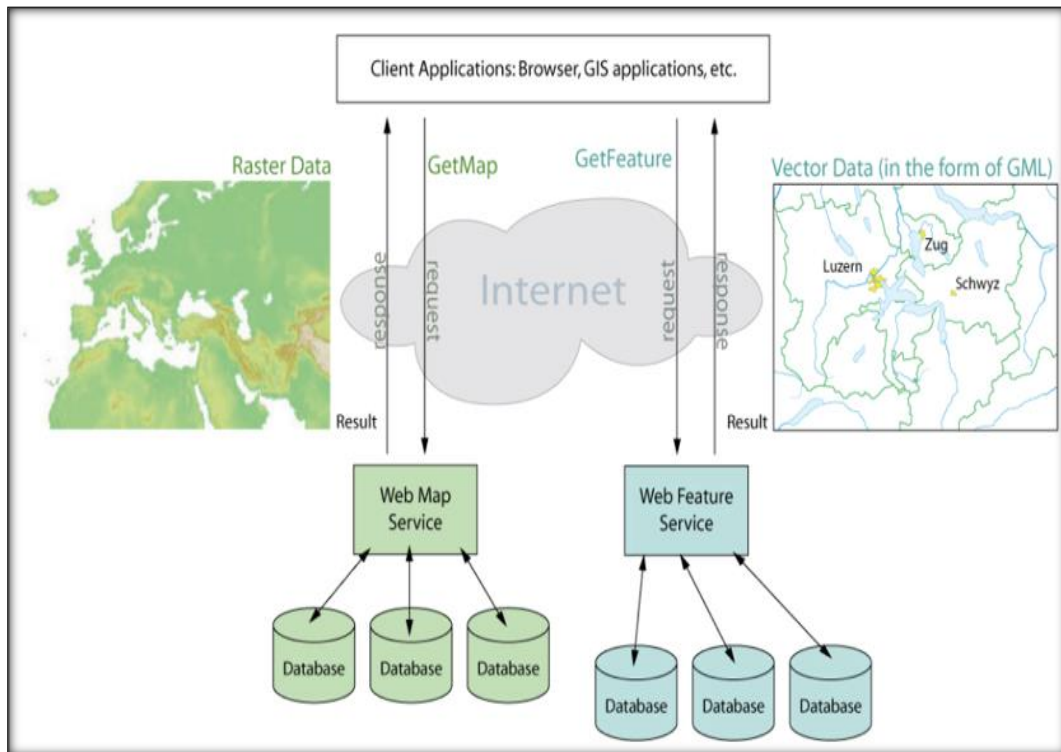 Client Applications: Browser, GIS applications, etc.
Raster Data
GetMap
GetFeature
Vector Data (in the form of GML)
response
request
Internet
request
response
Zug
Luzern
Schwyz
Result
Result
Web Map
Service
Web Feature
Service
Database
Database
Database
Database
Database
Database